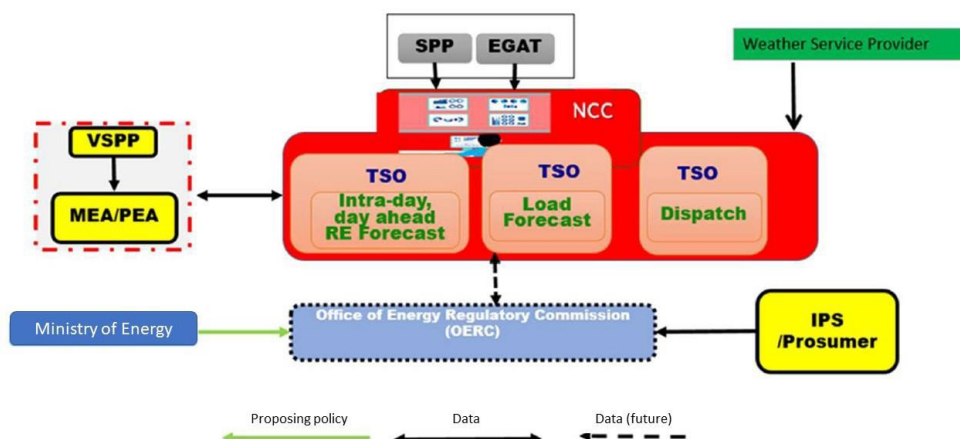 SPP
EGAT
Weather Service Provider
NCC
VSPP
MEA/PEA
TSO
Intra-day,
day ahead
RE Forecast
TSO
Load
Forecast
TSO
Dispatch
Ministry of Energy
Office of Energy Regulatory Commission
(OERC)
IPS
/Prosumer
Proposing policy
Data
Data (future)